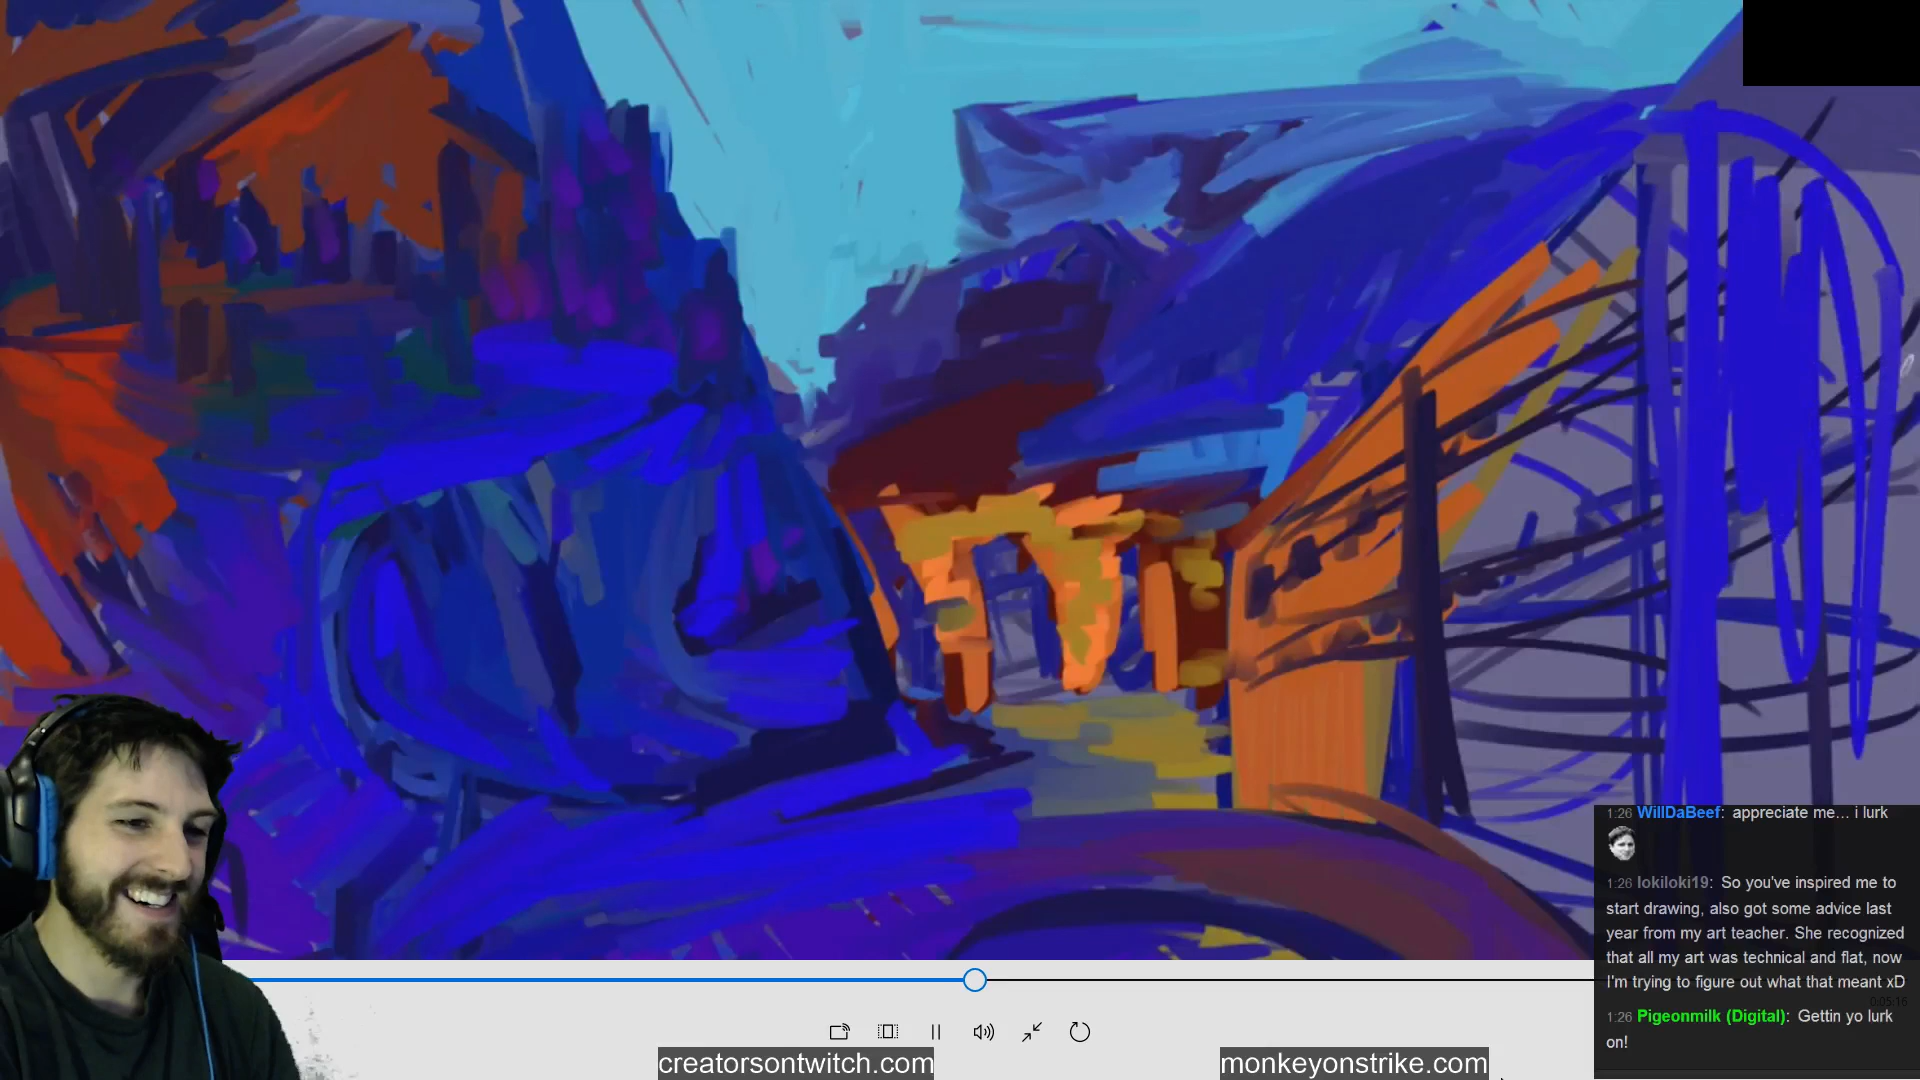 1:26 WillDaBeef: appreciate me... i lurk
1:26 lokiloki19: So you've inspired me to
start drawing, also got some advice last
year from my art teacher. She recognized
that all my art was technical and flat, now
I'm trying to figure out what that meant xD
0:05:16
1:26 Pigeonmilk (Digital): Gettin yo lurk
on!
creatorsontwitch.com
monkeyonstrike.com